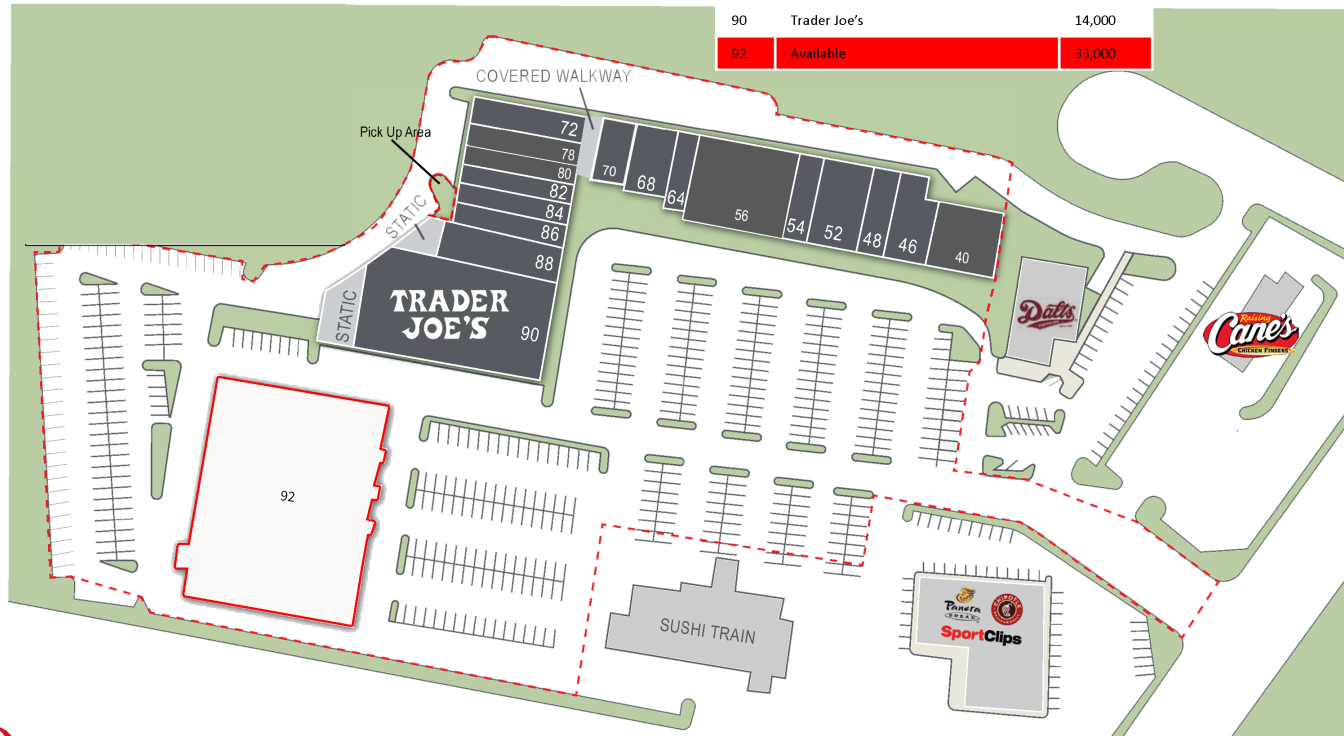 90 Trader Joe's 14,000
92 Available 33,000
COVERED WALKWAY
Pick Up Area
72
78
80
82
84
86
88
70
68
64
56
54
52
48
46
40
STATIC
STATIC
TRADER
JOE'S
90
Dalts
Raising
Cane's
CHICKEN FINGERS
92
SUSHI TRAIN
Panera
BREAD
CHIPOTLE
SportClips